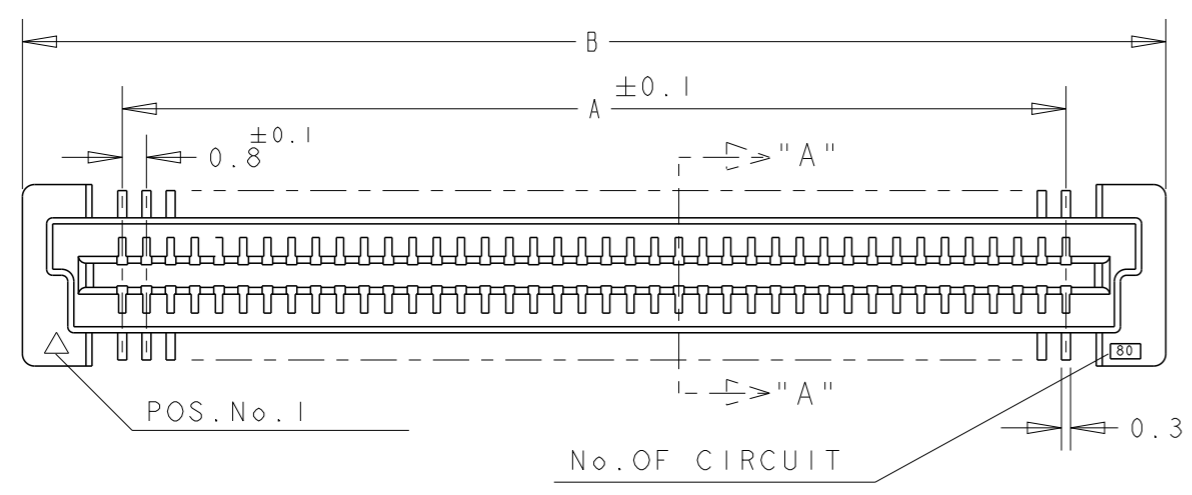 B
±0.1
A
±0.1
0.8
"A"
80
"A"
POS.No.1
0.3
No.OF CIRCUIT